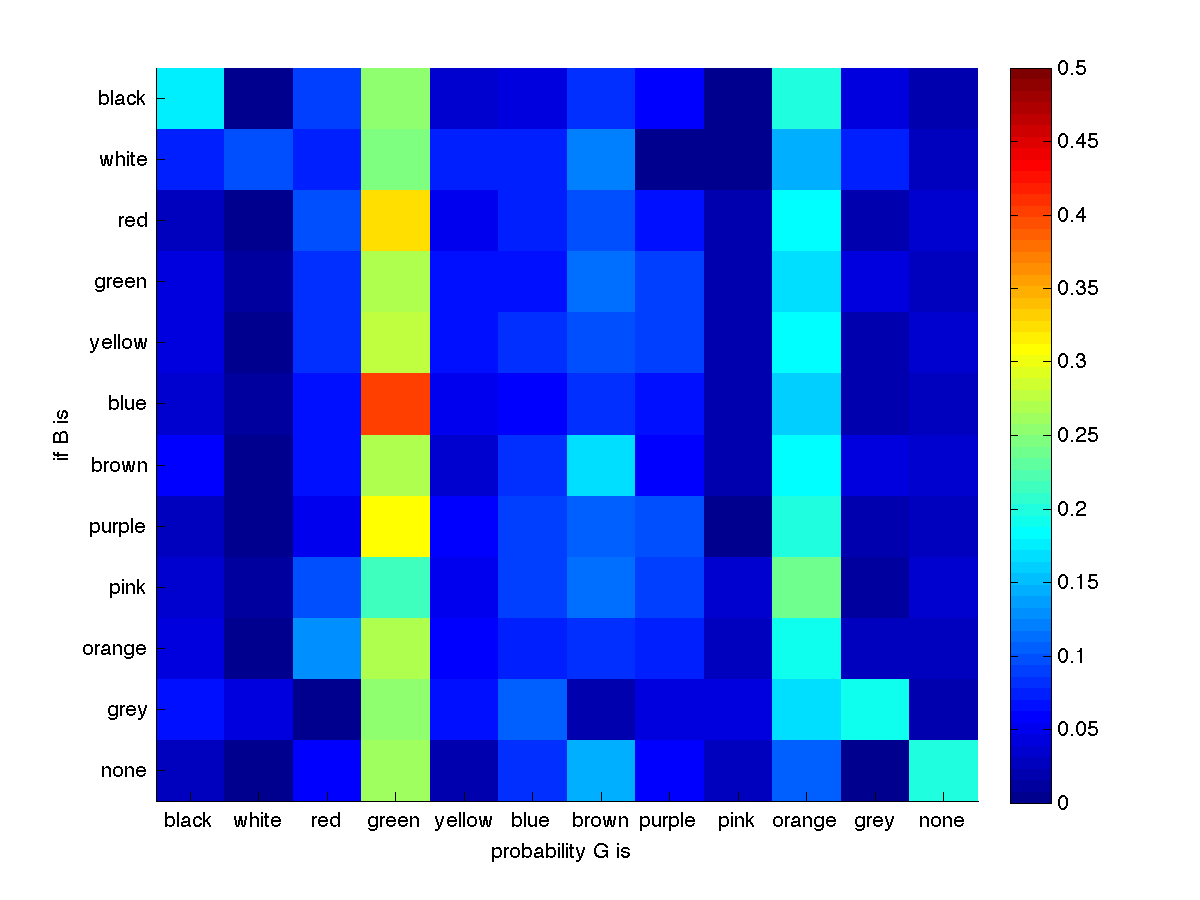 black
white
red
green
yellow
blue
brown
purple
pink
orange
grey
none
if B is
black white red green yellow blue brown purple pink orange grey none
probability G is
0.5
0.45
0.4
0.35
0.3
0.25
0.2
0.15
0.1
0.05
0